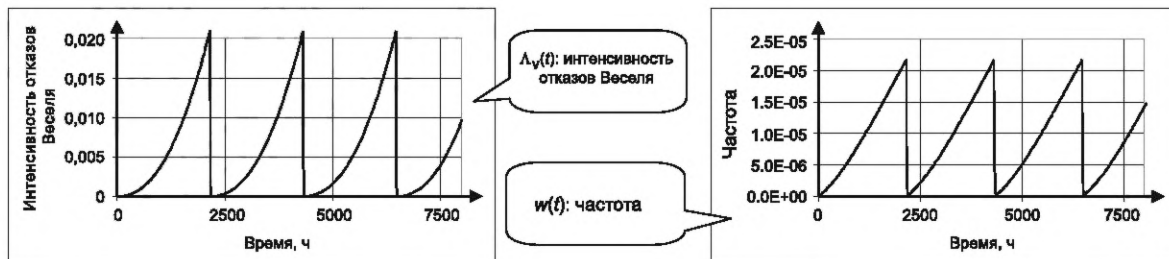 Интенсивность отказов
Веселя
0,020
0,015
0,010
0,005
0
0
2500
5000
7500
Время, ч
Λv(t): интенсивность
отказов Веселя
w(t): частота
Частота
2.5E-05
2.0E-05
1.5E-05
1.0E-05
5.0E-06
0.0E+00
0
2500
5000
7500
Время, ч